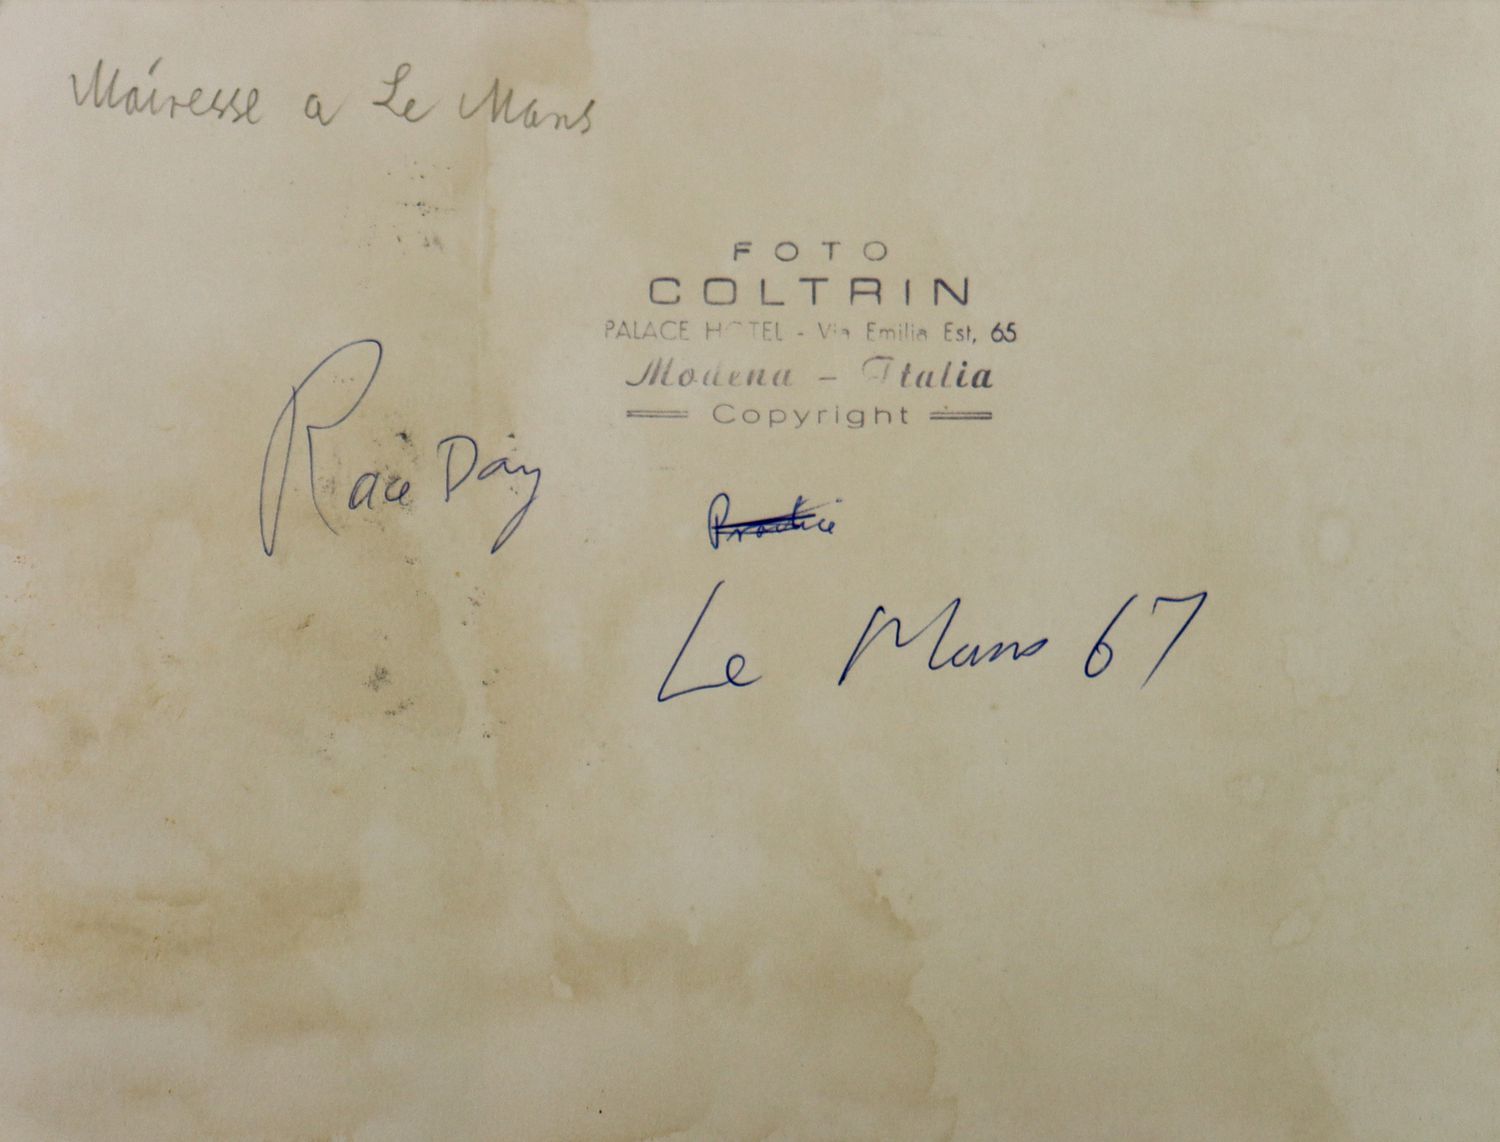 Mairesse a Le Mans
FOTO
COLTRIN
PALACE HOTEL - Via Emilia Est, 65
Modena - Italia
Copyright
Race Day
Practice
Le Mans 67